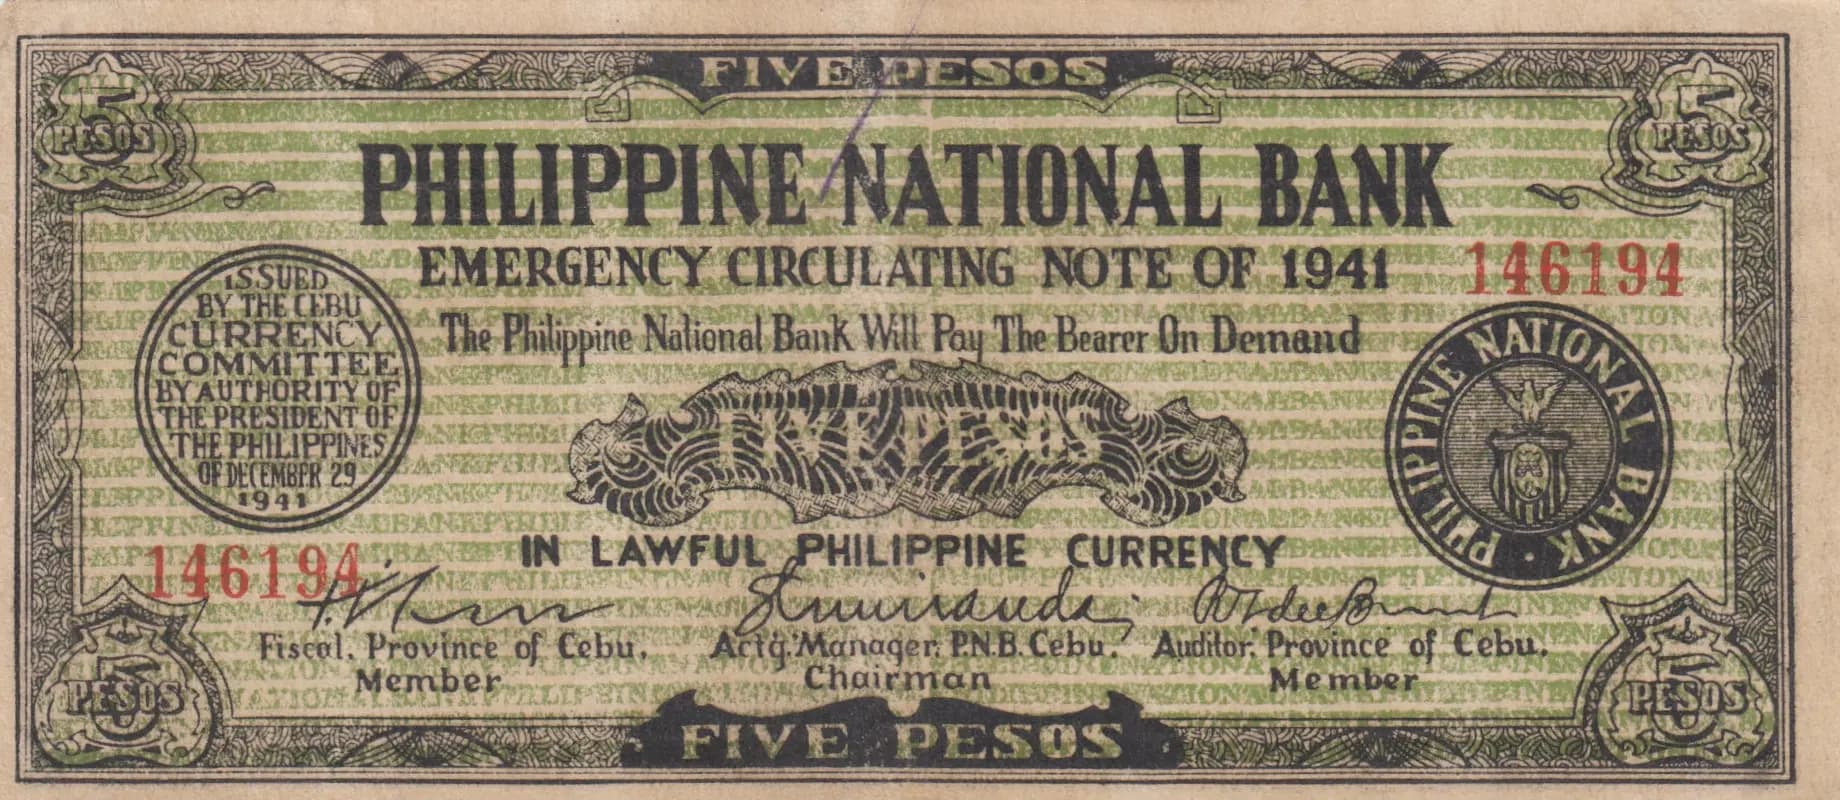 FIVE PESOS
5 PESOS
5 PESOS
PHILIPPINE NATIONAL BANK
EMERGENCY CIRCULATING NOTE OF 1941
146194
The Philippine National Bank Will Pay The Bearer On Demand
ISSUED
BY THE CEBU
CURRENCY
COMMITTEE
BY AUTHORITY OF
THE PRESIDENT OF
THE PHILIPPINES
OF DECEMBER 29
1941
FIVE PESOS
PHILIPPINE NATIONAL BANK
IN LAWFUL PHILIPPINE CURRENCY
146194
Fiscal. Province of Cebu.
Member
Actg. Manager. P.N.B. Cebu.
Chairman
Auditor. Province of Cebu.
Member
5 PESOS
5 PESOS
FIVE PESOS